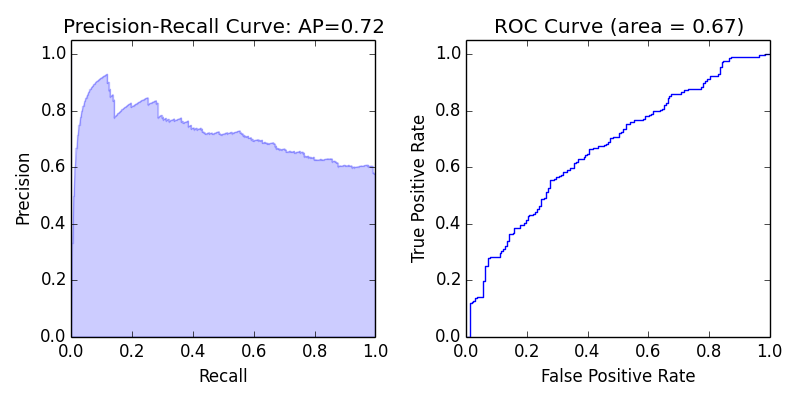 Precision-Recall Curve: AP=0.72
1.0
0.8
0.6
0.4
0.2
0.0
Precision
0.0 0.2 0.4 0.6 0.8 1.0
Recall
ROC Curve (area = 0.67)
1.0
0.8
0.6
0.4
0.2
0.0
True Positive Rate
0.0 0.2 0.4 0.6 0.8 1.0
False Positive Rate